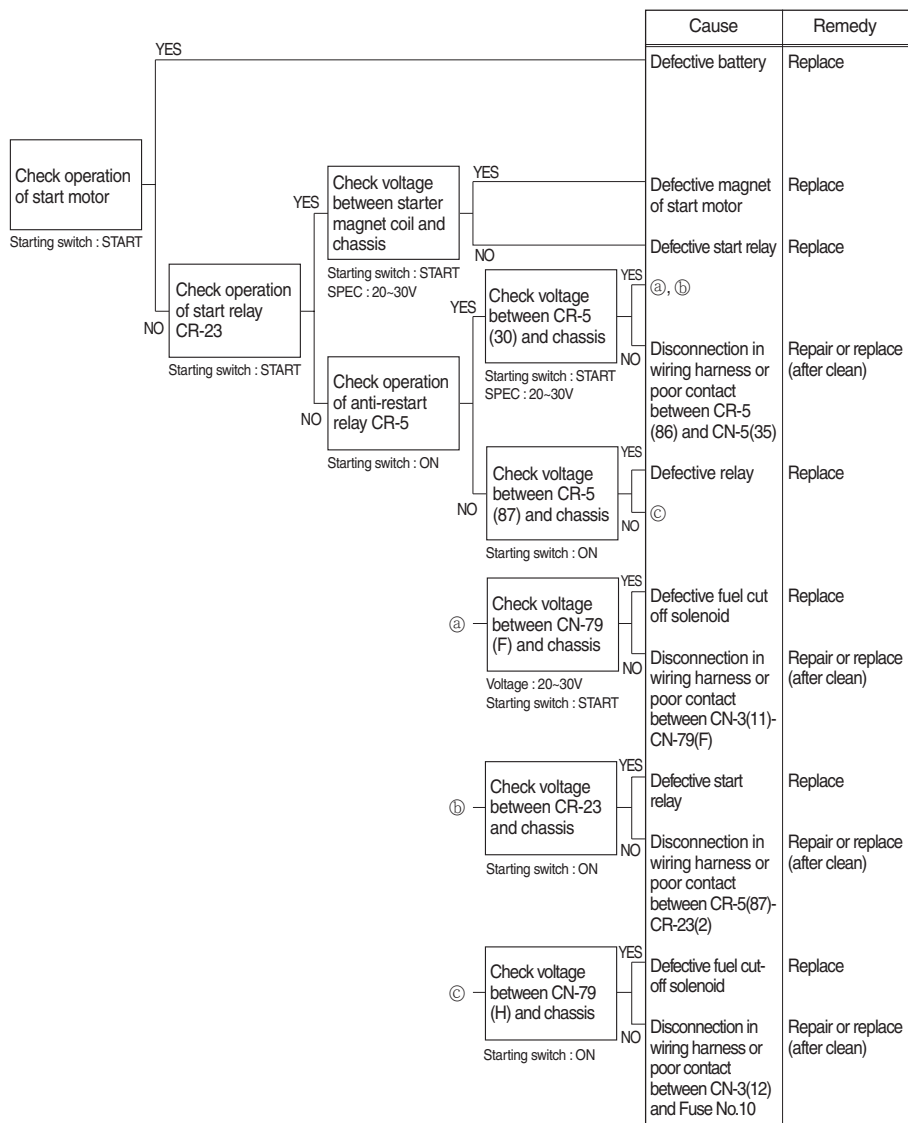 Cause
Remedy
YES
Defective battery
Replace
Check operation
of start motor
Starting switch : START
YES
Check voltage
between starter
magnet coil and
chassis
Starting switch : START
SPEC : 20~30V
YES
Defective magnet
of start motor
Replace
NO
Defective start relay
Replace
NO
Check operation
of start relay
CR-23
Starting switch : START
NO
Check operation
of anti-restart
relay CR-5
Starting switch : ON
YES
Check voltage
between CR-5
(30) and chassis
Starting switch : START
SPEC : 20~30V
YES
ⓐ, ⓑ
NO
Disconnection in
wiring harness or
poor contact
between CR-5
(86) and CN-5(35)
Repair or replace
(after clean)
NO
Check voltage
between CR-5
(87) and chassis
Starting switch : ON
YES
Defective relay
Replace
NO
ⓒ
ⓐ
Check voltage
between CN-79
(F) and chassis
Voltage : 20~30V
Starting switch : START
YES
Defective fuel cut
off solenoid
Replace
NO
Disconnection in
wiring harness or
poor contact
between CN-3(11)-
CN-79(F)
Repair or replace
(after clean)
ⓑ
Check voltage
between CR-23
and chassis
Starting switch : ON
YES
Defective start
relay
Replace
NO
Disconnection in
wiring harness or
poor contact
between CR-5(87)-
CR-23(2)
Repair or replace
(after clean)
ⓒ
Check voltage
between CN-79
(H) and chassis
Starting switch : ON
YES
Defective fuel cut-
off solenoid
Replace
NO
Disconnection in
wiring harness or
poor contact
between CN-3(12)
and Fuse No.10
Repair or replace
(after clean)